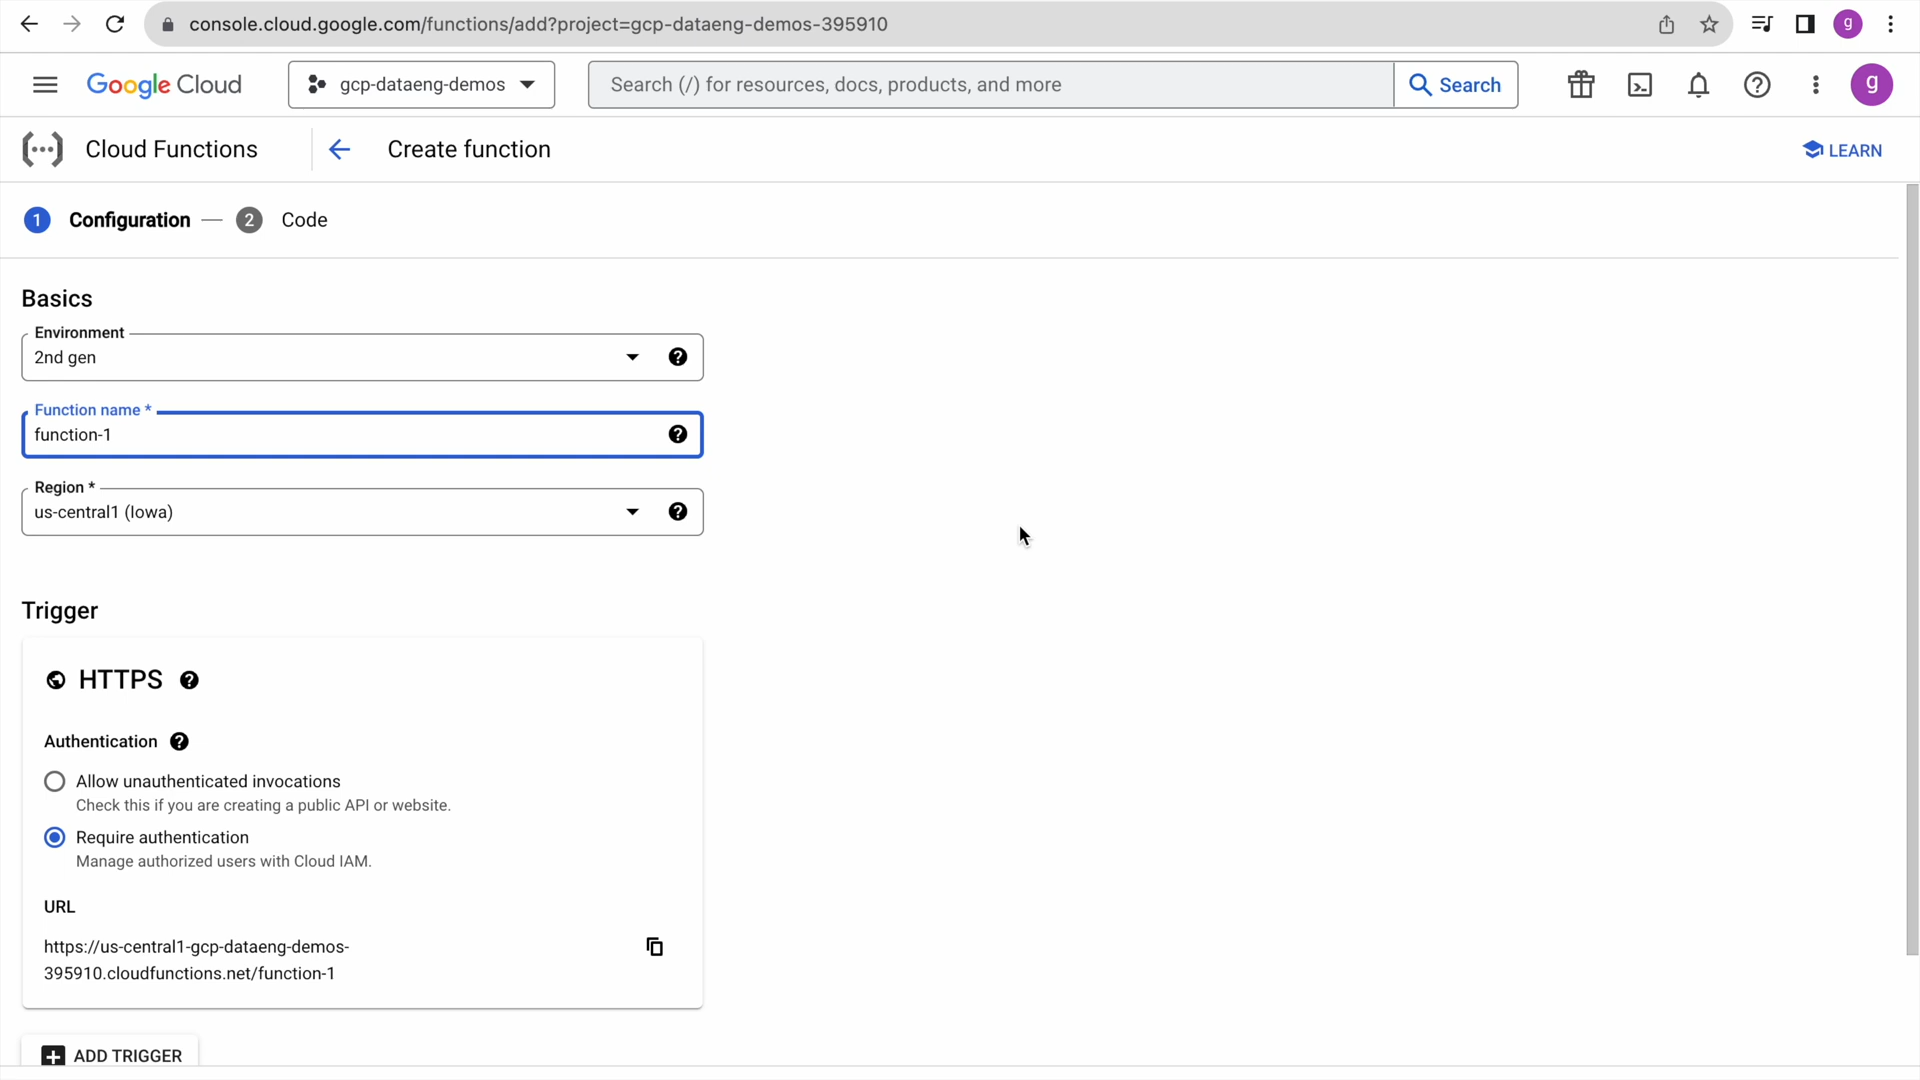 console.cloud.google.com/functions/add?project=gcp-dataeng-demos-395910
g
Google Cloud
gcp-dataeng-demos
Search (/) for resources, docs, products, and more
Search
g
Cloud Functions
Create function
LEARN
1 Configuration — 2 Code
Basics
Environment
2nd gen
Function name *
function-1
Region *
us-central1 (Iowa)
Trigger
HTTPS
Authentication
Allow unauthenticated invocations
Check this if you are creating a public API or website.
Require authentication
Manage authorized users with Cloud IAM.
URL
https://us-central1-gcp-dataeng-demos-
395910.cloudfunctions.net/function-1
ADD TRIGGER